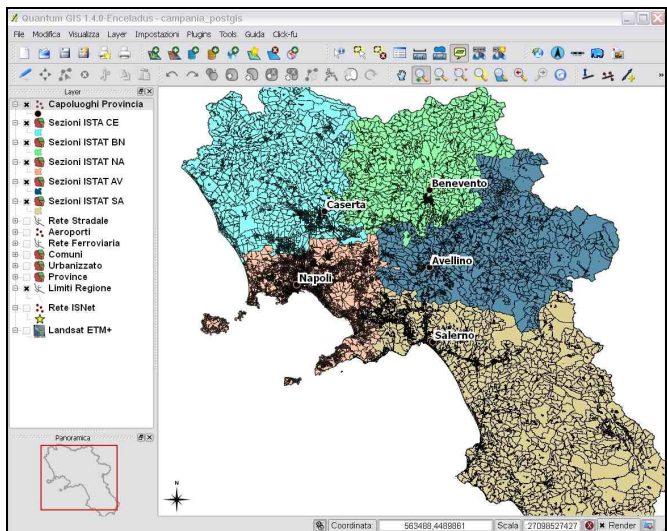 Quantum GIS 1.4.0-Enceladus - campania_postgis
File Modifica Visualizza Layer Impostazioni Plugins Tools Guida Click-fu
Layer
Capoluoghi Provincia
Sezioni ISTA CE
Sezioni ISTAT BN
Sezioni ISTAT NA
Sezioni ISTAT AV
Sezioni ISTAT SA
Rete Stradale
Aeroporti
Rete Ferroviaria
Comuni
Urbanizzato
Province
Limiti Regione
Rete ISNet
Landsat ETM+
Benevento
Caserta
Avellino
Napoli
Salerno
Panoramica
N
Coordinata: 563488,4489861 Scala 27098527427 Render